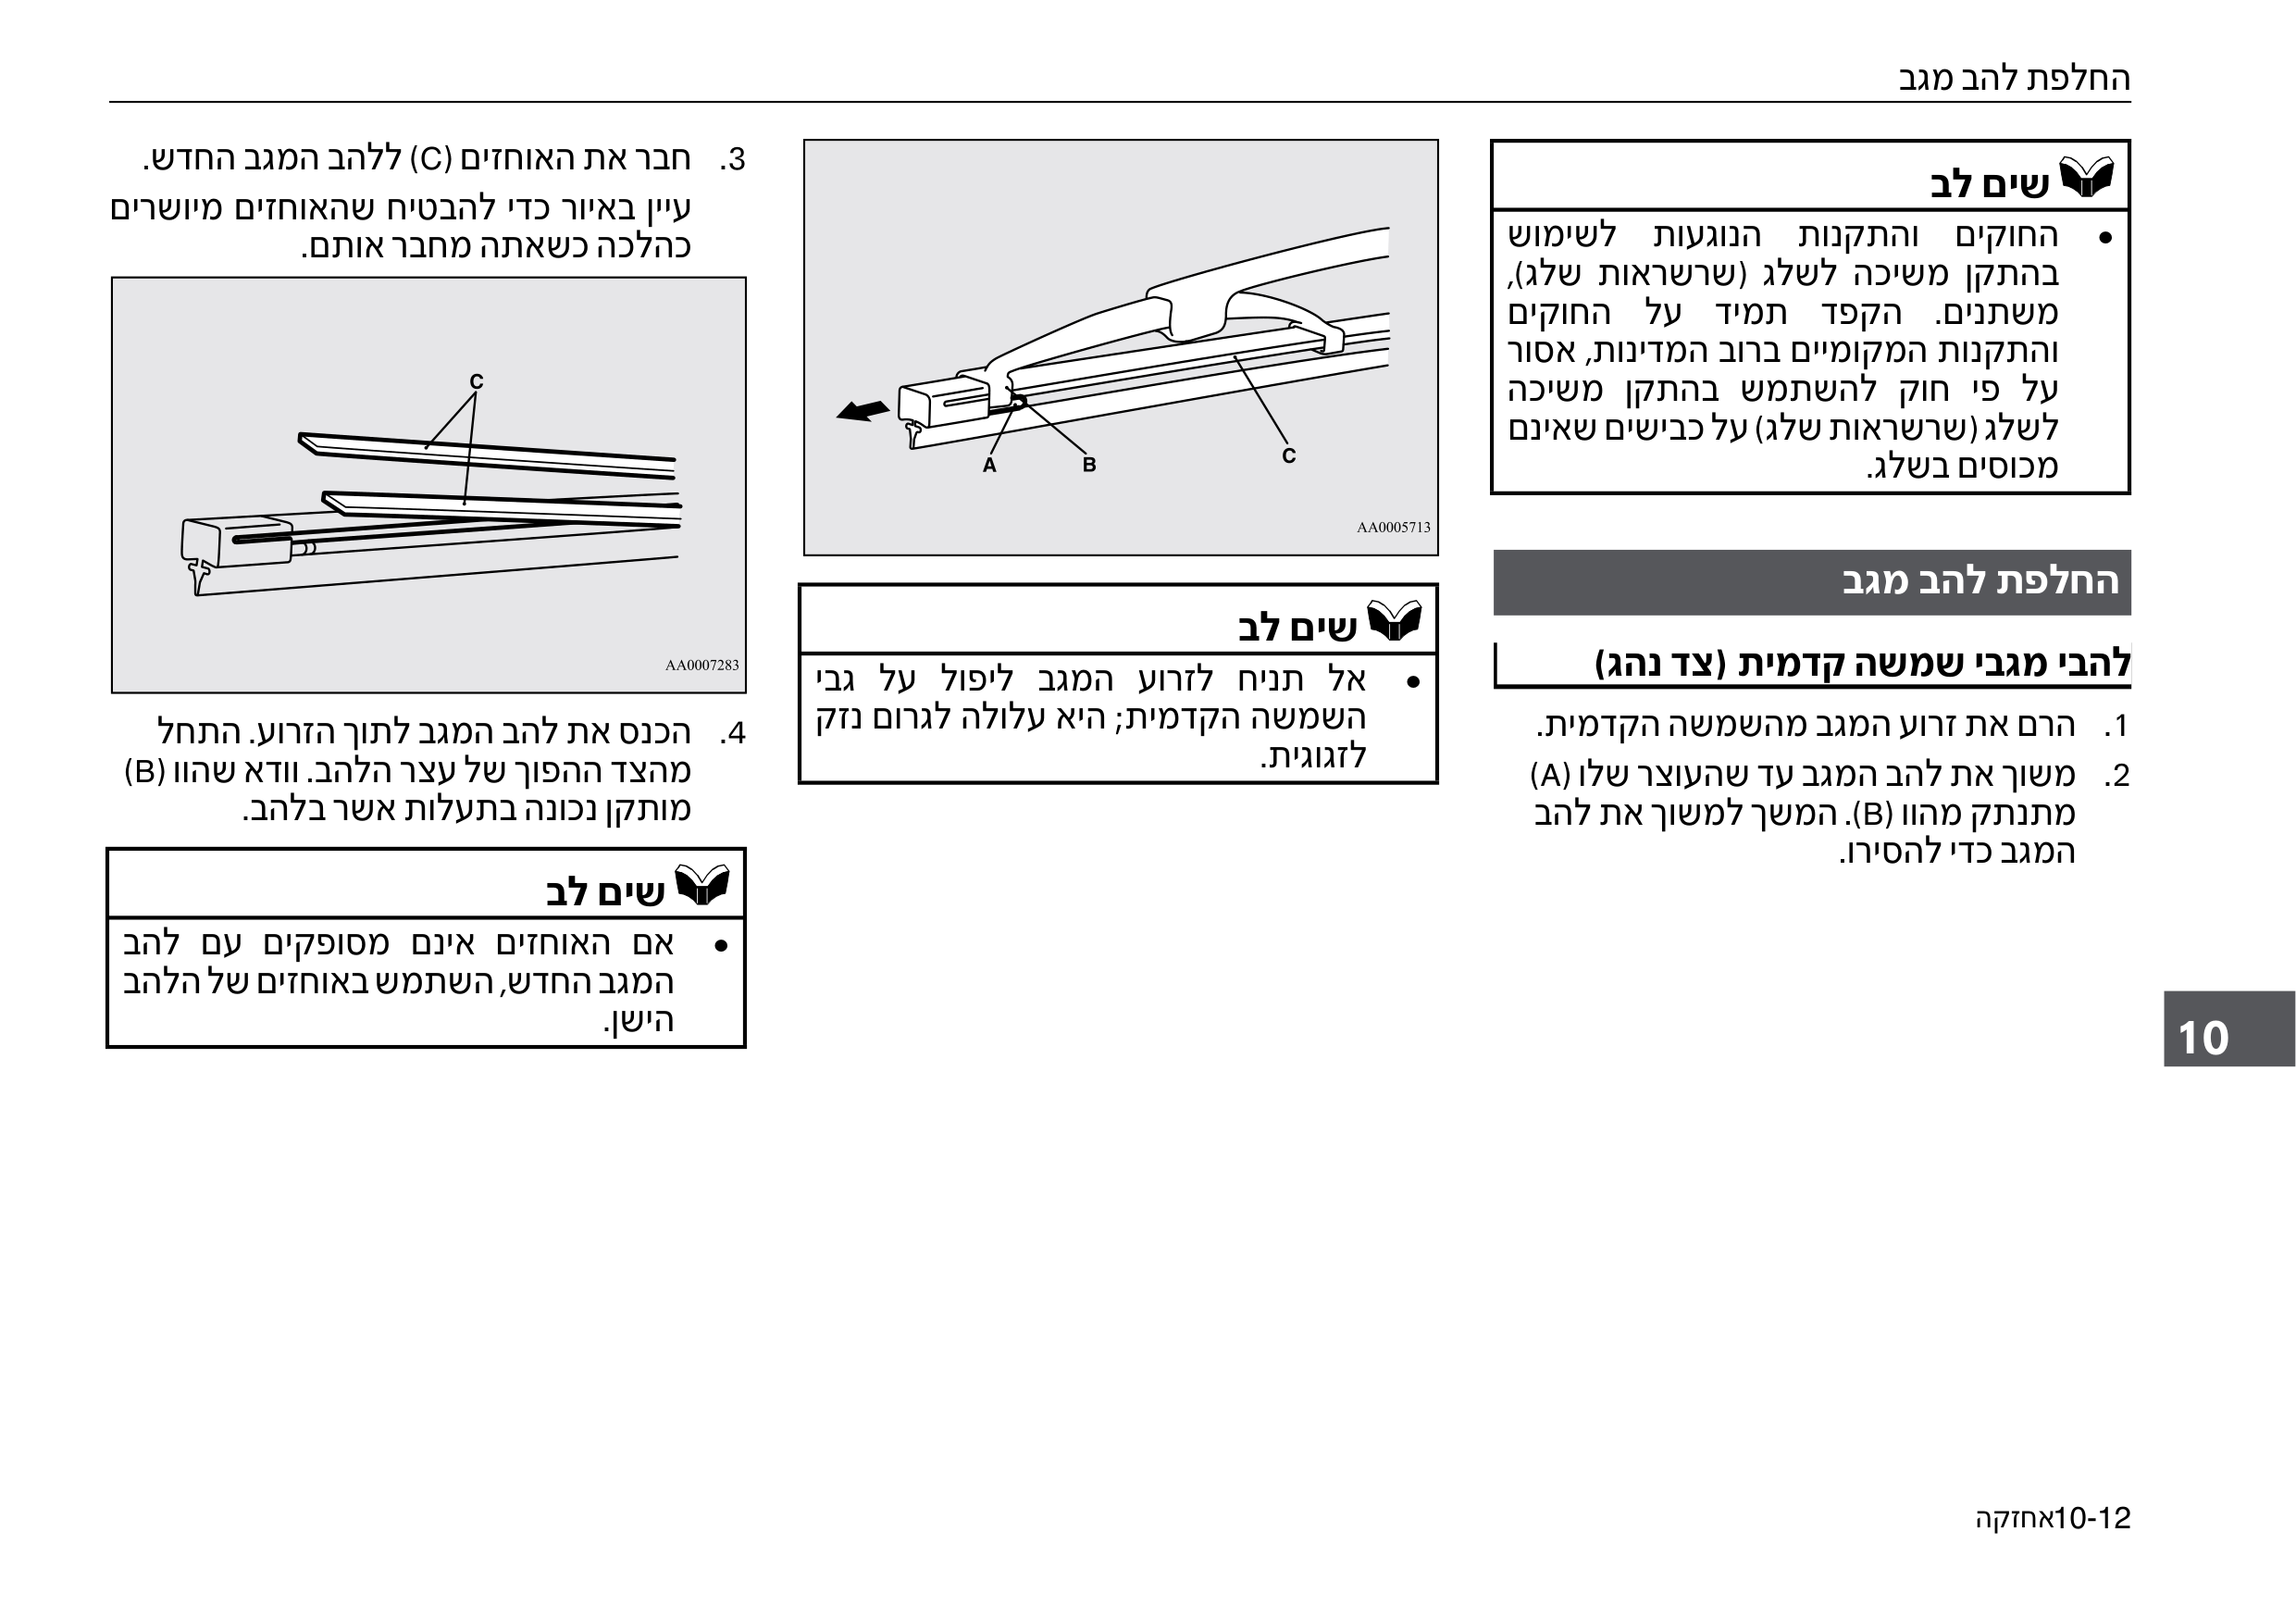 החלפת להב מגב
שים לב
• החוקים והתקנות הנוגעות לשימוש
בהתקן משיכה לשלג (שרשראות שלג),
משתנים. הקפד תמיד על החוקים
והתקנות המקומיים ברוב המדינות, אסור
על פי חוק להשתמש בהתקן משיכה
לשלג (שרשראות שלג) על כבישים שאינם
מכוסים בשלג.
החלפת להב מגב
להבי מגבי שמשה קדמית (צד נהג)
1. הרם את זרוע המגב מהשמשה הקדמית.
2. משוך את להב המגב עד שהעוצר שלו (A)
מתנתק מהוו (B). המשך למשוך את להב
המגב כדי להסירו.
A
B
C
AA0005713
שים לב
• אל תניח לזרוע המגב ליפול על גבי
השמשה הקדמית; היא עלולה לגרום נזק
לזגוגית.
3. חבר את האוחזים (C) ללהב המגב החדש.
עיין באיור כדי להבטיח שהאוחזים מיושרים
כהלכה כשאתה מחבר אותם.
C
AA0007283
4. הכנס את להב המגב לתוך הזרוע. התחל
מהצד ההפוך של עצר הלהב. וודא שהוו (B)
מותקן נכונה בתעלות אשר בלהב.
שים לב
• אם האוחזים אינם מסופקים עם להב
המגב החדש, השתמש באוחזים של הלהב
הישן.
10
10-12אחזקה